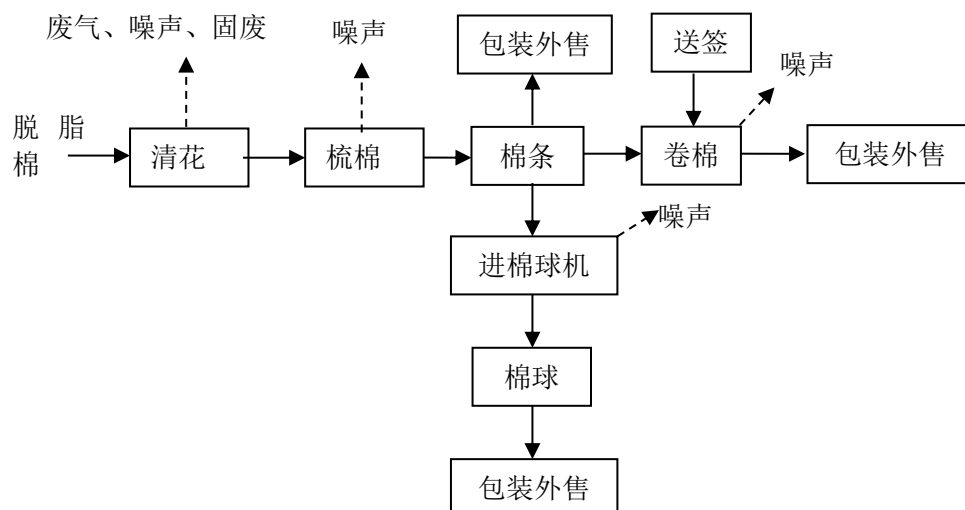 废气、噪声、固废
噪声
包装外售
送签
噪声
脱 脂
棉
清花
梳棉
棉条
卷棉
包装外售
进棉球机
噪声
棉球
包装外售